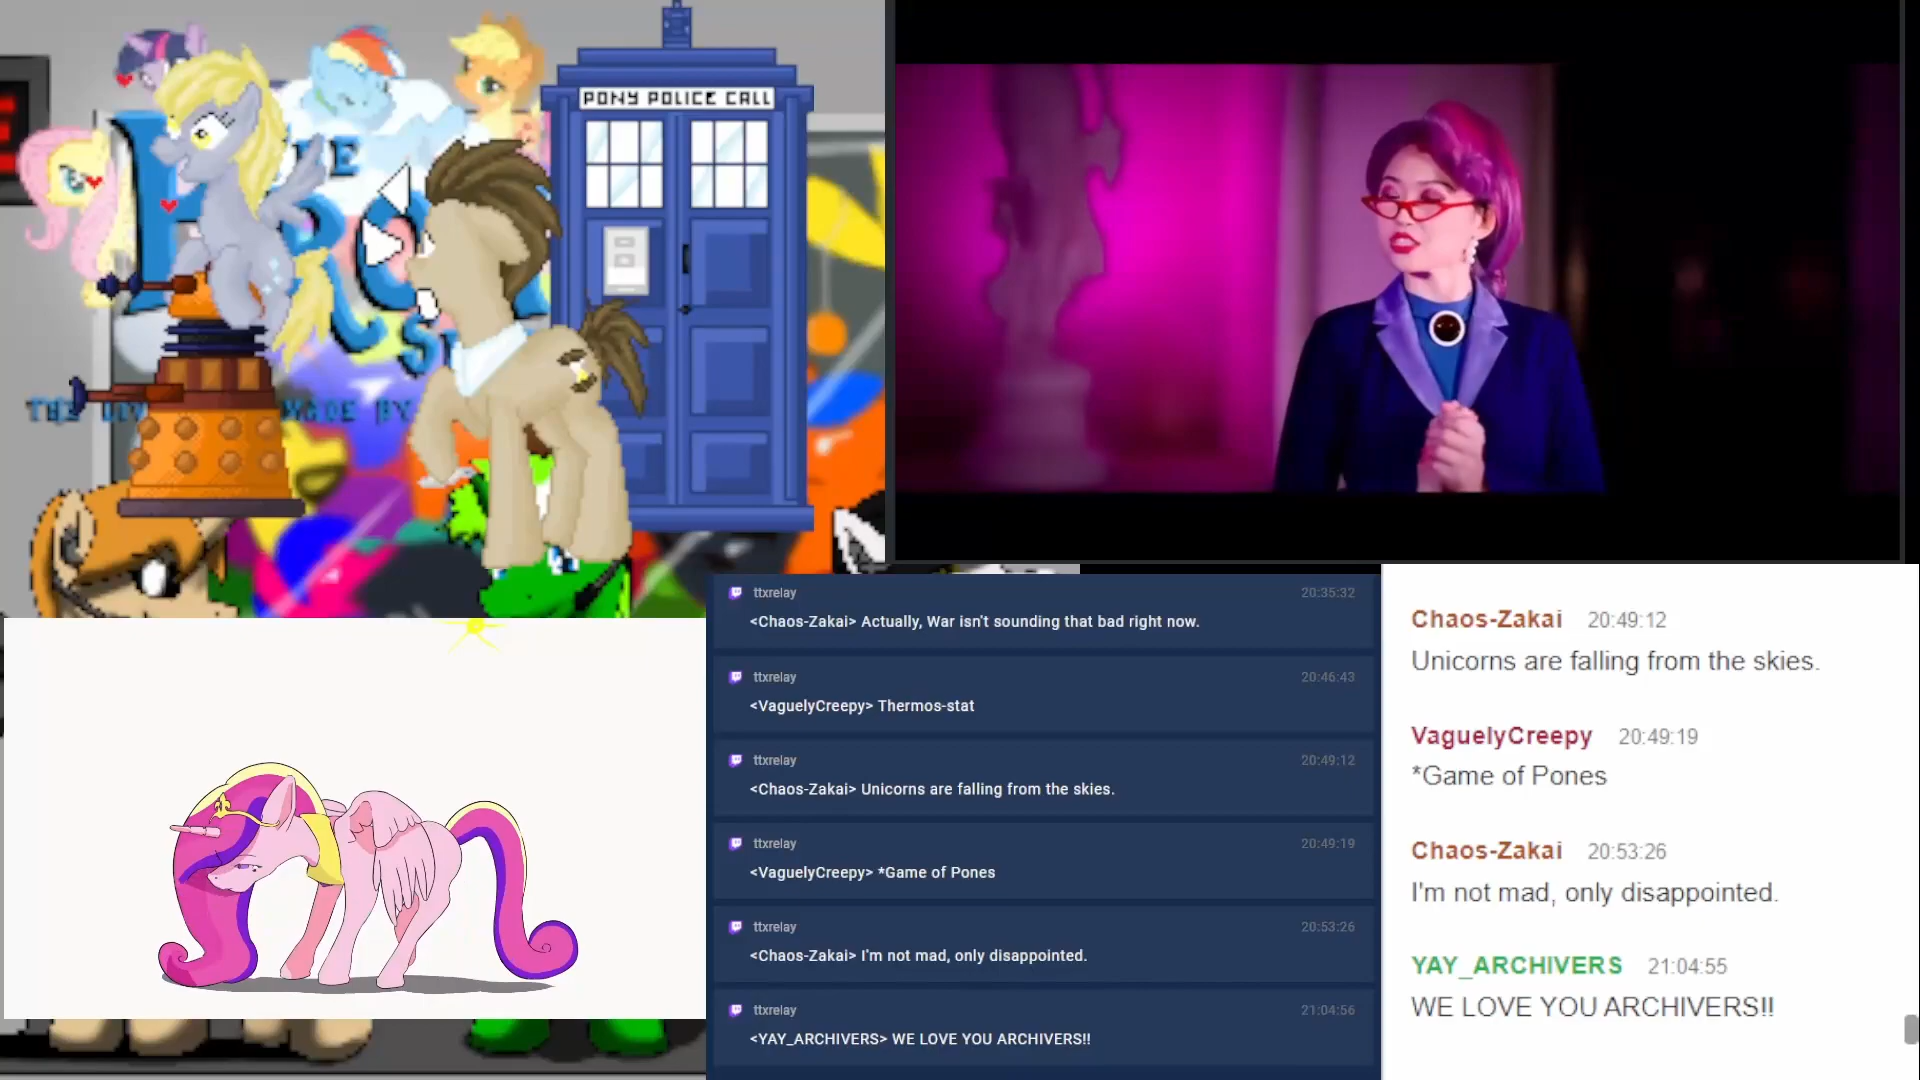 PONY POLICE CALL
MADE BY
ttxrelay 20:35:32
<Chaos-Zakai> Actually, War isn't sounding that bad right now.
ttxrelay 20:46:43
<VaguelyCreepy> Thermos-stat
ttxrelay 20:49:12
<Chaos-Zakai> Unicorns are falling from the skies.
ttxrelay 20:49:19
<VaguelyCreepy> *Game of Pones
ttxrelay 20:53:26
<Chaos-Zakai> I'm not mad, only disappointed.
ttxrelay 21:04:56
<YAY_ARCHIVERS> WE LOVE YOU ARCHIVERS!!
Chaos-Zakai 20:49:12
Unicorns are falling from the skies.
VaguelyCreepy 20:49:19
*Game of Pones
Chaos-Zakai 20:53:26
I'm not mad, only disappointed.
YAY_ARCHIVERS 21:04:55
WE LOVE YOU ARCHIVERS!!